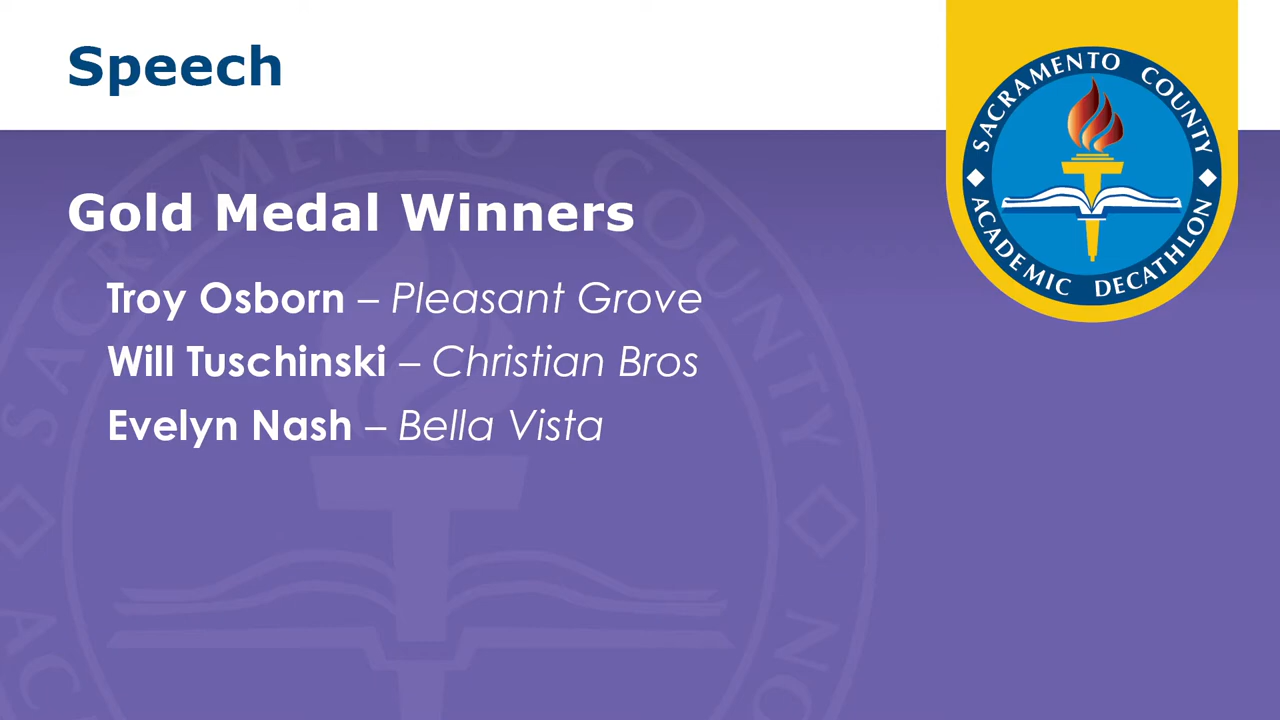 Speech
SACRAMENTO COUNTY
ACADEMIC DECATHLON
Gold Medal Winners
Troy Osborn – Pleasant Grove
Will Tuschinski – Christian Bros
Evelyn Nash – Bella Vista